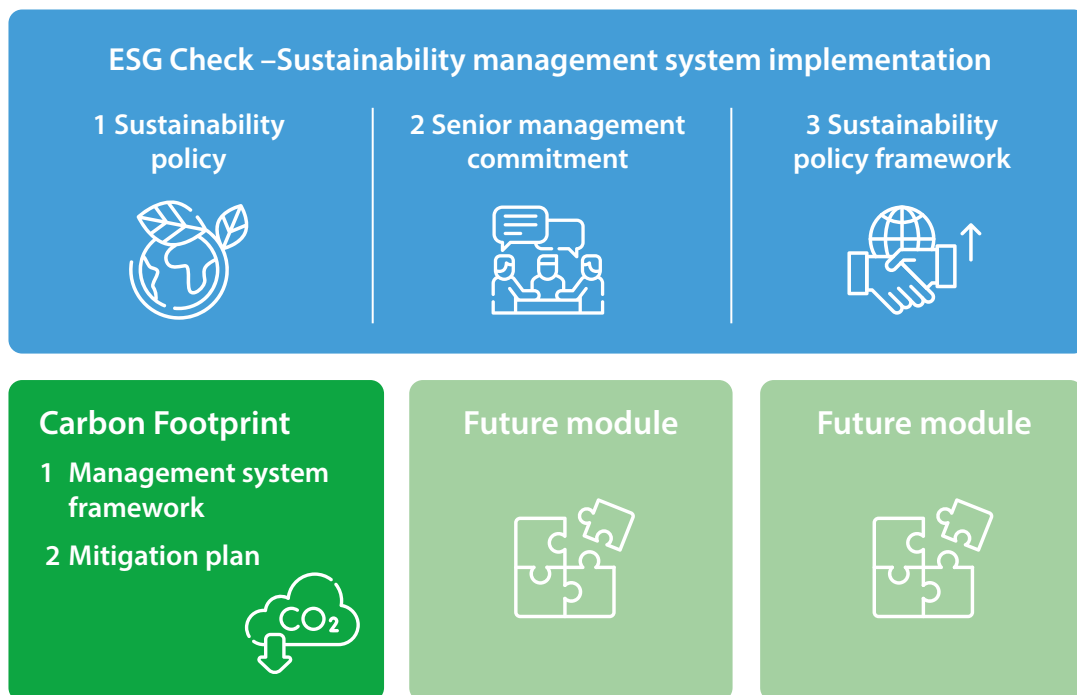 ESG Check –Sustainability management system implementation
1 Sustainability
policy
2 Senior management
commitment
3 Sustainability
policy framework
Carbon Footprint
1 Management system
framework
2 Mitigation plan
CO2
Future module
Future module